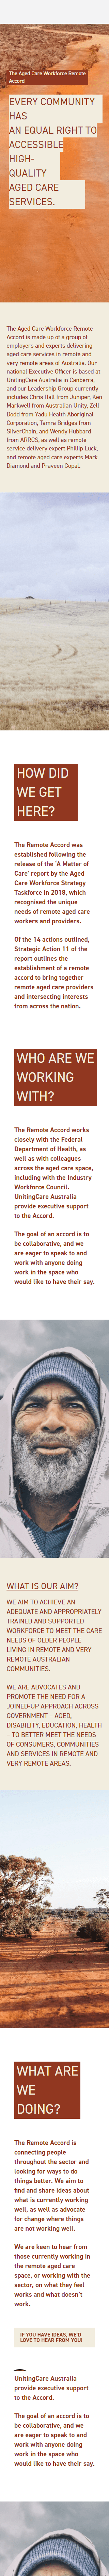 The Aged Care Workforce Remote
Accord
EVERY COMMUNITY
HAS
AN EQUAL RIGHT TO
ACCESSIBLE
HIGH-
QUALITY
AGED CARE
SERVICES.
The Aged Care Workforce Remote
Accord is made up of a group of
employers and experts delivering
aged care services in remote and
very remote areas of Australia. Our
national Executive Officer is based at
UnitingCare Australia in Canberra,
and our Leadership Group currently
includes Chris Hall from Juniper, Ken
Markwell from Australian Unity, Zell
Dodd from Yadu Health Aboriginal
Corporation, Tamra Bridges from
SilverChain, and Wendy Hubbard
from ARRCS, as well as remote
service delivery expert Phillip Luck,
and remote aged care experts Mark
Diamond and Praveen Gopal.
HOW DID
WE GET
HERE?
The Remote Accord was
established following the
release of the 'A Matter of
Care' report by the Aged
Care Workforce Strategy
Taskforce in 2018, which
recognised the unique
needs of remote aged care
workers and providers.
Of the 14 actions outlined,
Strategic Action 11 of the
report outlines the
establishment of a remote
accord to bring together
remote aged care providers
and intersecting interests
from across the nation.
WHO ARE WE
WORKING
WITH?
The Remote Accord works
closely with the Federal
Department of Health, as
well as with colleagues
across the aged care space,
including with the Industry
Workforce Council.
UnitingCare Australia
provide executive support
to the Accord.
The goal of an accord is to
be collaborative, and we
are eager to speak to and
work with anyone doing
work in the space who
would like to have their say.
WHAT IS OUR AIM?
WE AIM TO ACHIEVE AN
ADEQUATE AND APPROPRIATELY
TRAINED AND SUPPORTED
WORKFORCE TO MEET THE CARE
NEEDS OF OLDER PEOPLE
LIVING IN REMOTE AND VERY
REMOTE AUSTRALIAN
COMMUNITIES.
WE ARE ADVOCATES AND
PROMOTE THE NEED FOR A
JOINED-UP APPROACH ACROSS
GOVERNMENT – AGED,
DISABILITY, EDUCATION, HEALTH
– TO BETTER MEET THE NEEDS
OF CONSUMERS, COMMUNITIES
AND SERVICES IN REMOTE AND
VERY REMOTE AREAS.
WHAT ARE
WE
DOING?
The Remote Accord is
connecting people
throughout the sector and
looking for ways to do
things better. We aim to
find and share ideas about
what is currently working
well, as well as advocate
for change where things
are not working well.
We are keen to hear from
those currently working in
the remote aged care
space, or working with the
sector, on what they feel
works and what doesn't
work.
IF YOU HAVE IDEAS, WE'D
LOVE TO HEAR FROM YOU!
UnitingCare Australia
provide executive support
to the Accord.
The goal of an accord is to
be collaborative, and we
are eager to speak to and
work with anyone doing
work in the space who
would like to have their say.